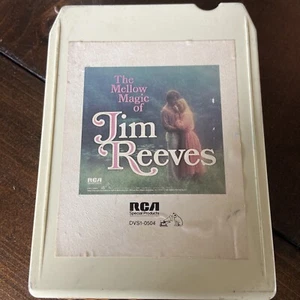 The
Mellow
Magic
of
Jim
Reeves
RCA
RCA
Special Products
DVS1-0504